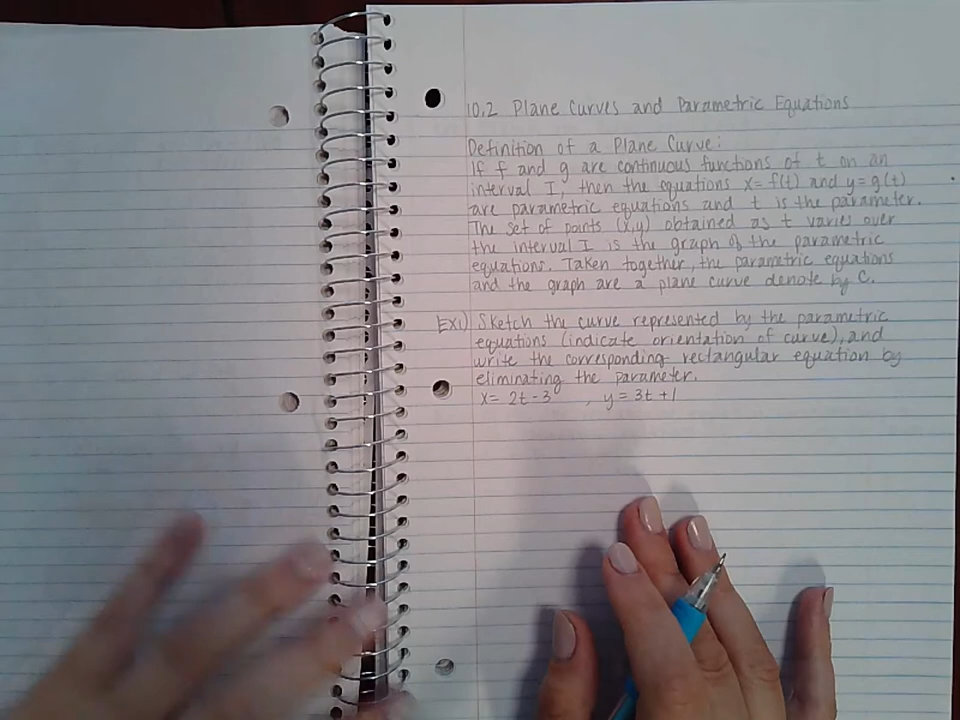 10.2 Plane Curves and Parametric Equations
Definition of a Plane Curve:
If f and g are continuous functions of t on an
interval I, then the equations x = f(t) and y = g(t)
are parametric equations and t is the parameter.
The set of points (x,y) obtained as t varies over
the interval I is the graph of the parametric
equations. Taken together, the parametric equations
and the graph are a plane curve denote by C.
EX1) Sketch the curve represented by the parametric
equations (indicate orientation of curve), and
write the corresponding rectangular equation by
eliminating the parameter.
x = 2t - 3 , y = 3t + 1